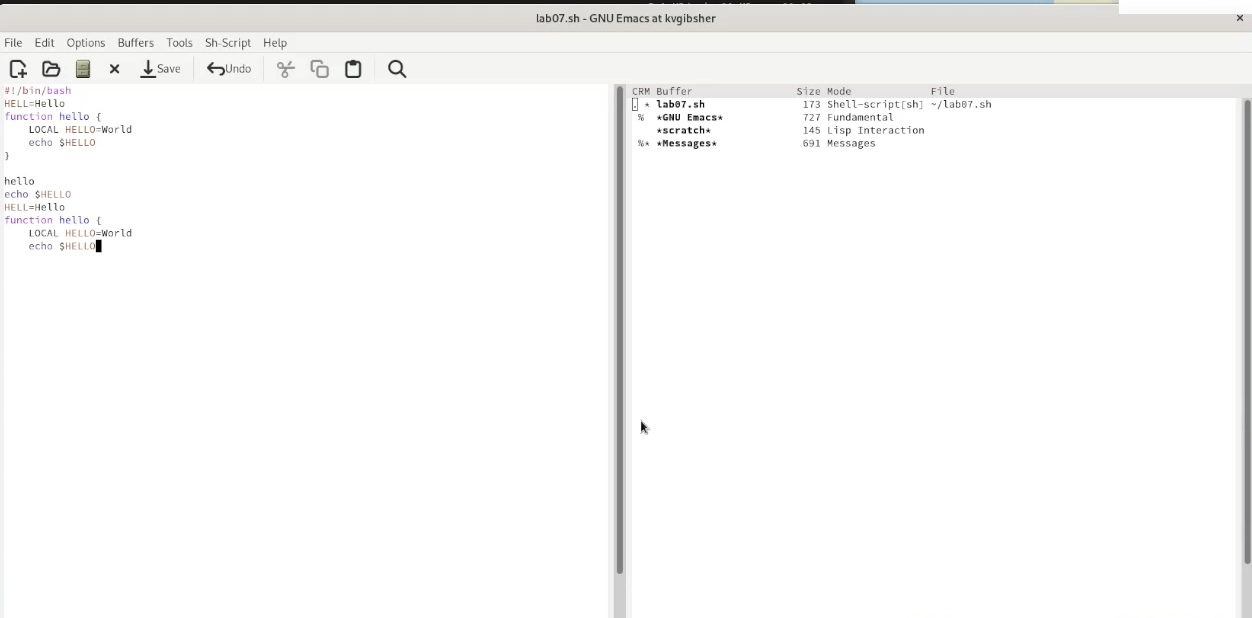 lab07.sh - GNU Emacs at kvgibsher
File Edit Options Buffers Tools Sh-Script Help
Save Undo
#!/bin/bash
HELL=Hello
function hello {
    LOCAL HELLO=World
    echo $HELLO
}
hello
echo $HELLO
HELL=Hello
function hello {
    LOCAL HELLO=World
    echo $HELLO
CRM Buffer Size Mode File
. * lab07.sh 173 Shell-script[sh] ~/lab07.sh
% *GNU Emacs* 727 Fundamental
*scratch* 145 Lisp Interaction
%* *Messages* 691 Messages